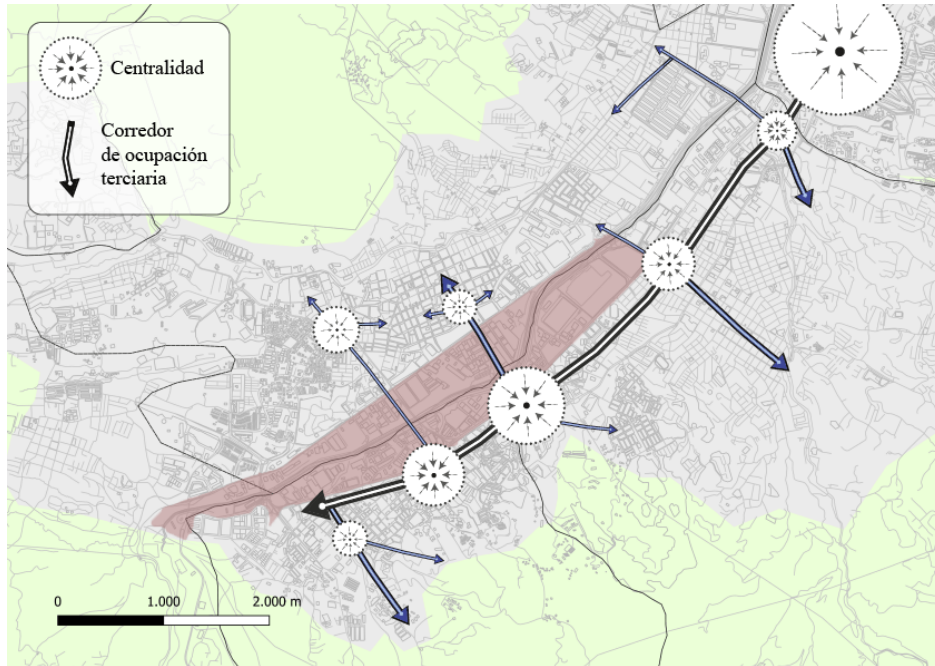 Centralidad
Corredor
de ocupación
terciaria
0 1.000 2.000 m